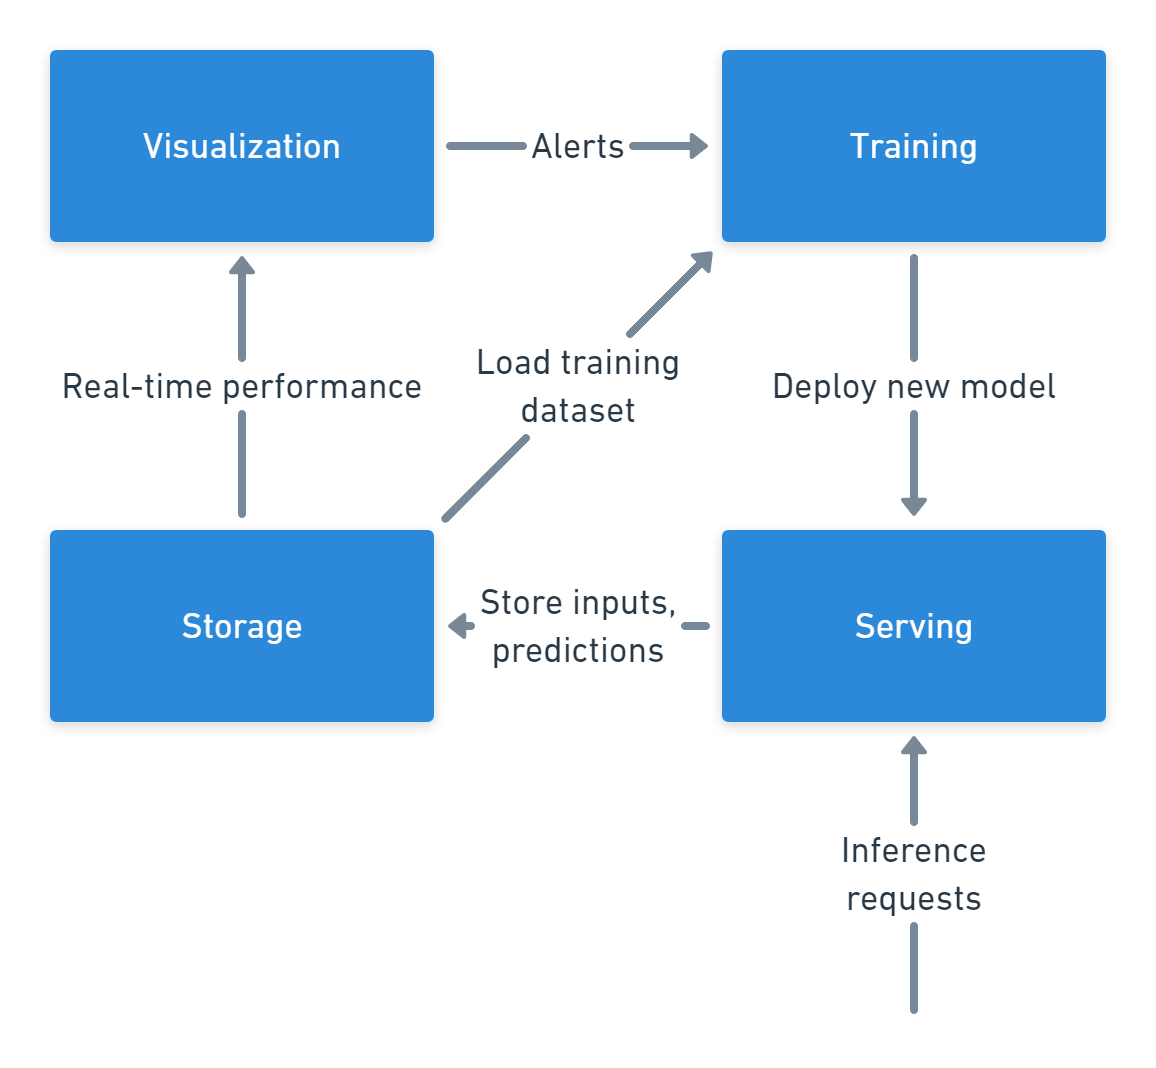 Visualization
Alerts
Training
Real-time performance
Load training
dataset
Deploy new model
Storage
Store inputs,
predictions
Serving
Inference
requests